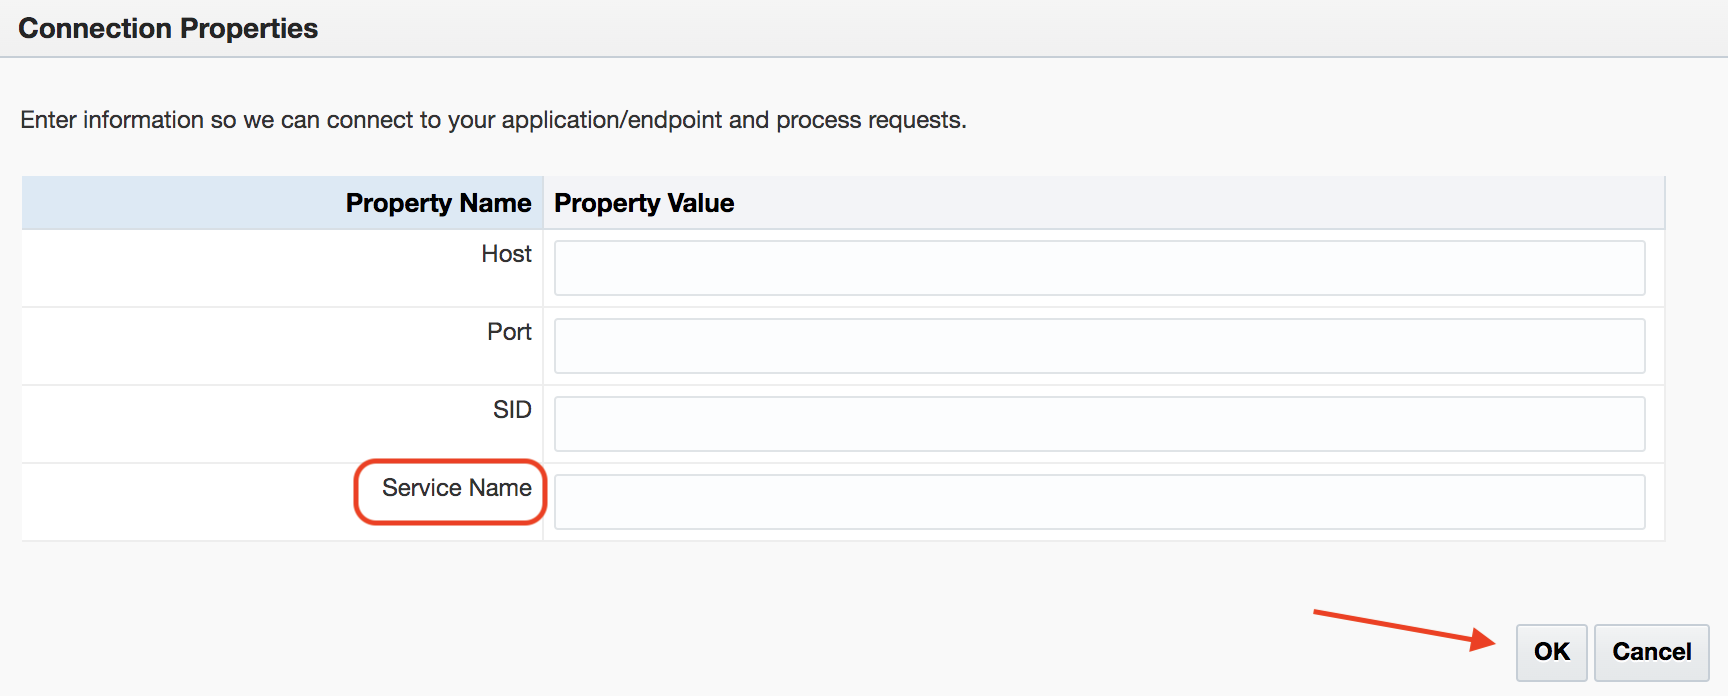 Connection Properties
Enter information so we can connect to your application/endpoint and process requests.
Property Name Property Value
Host
Port
SID
Service Name
OK Cancel